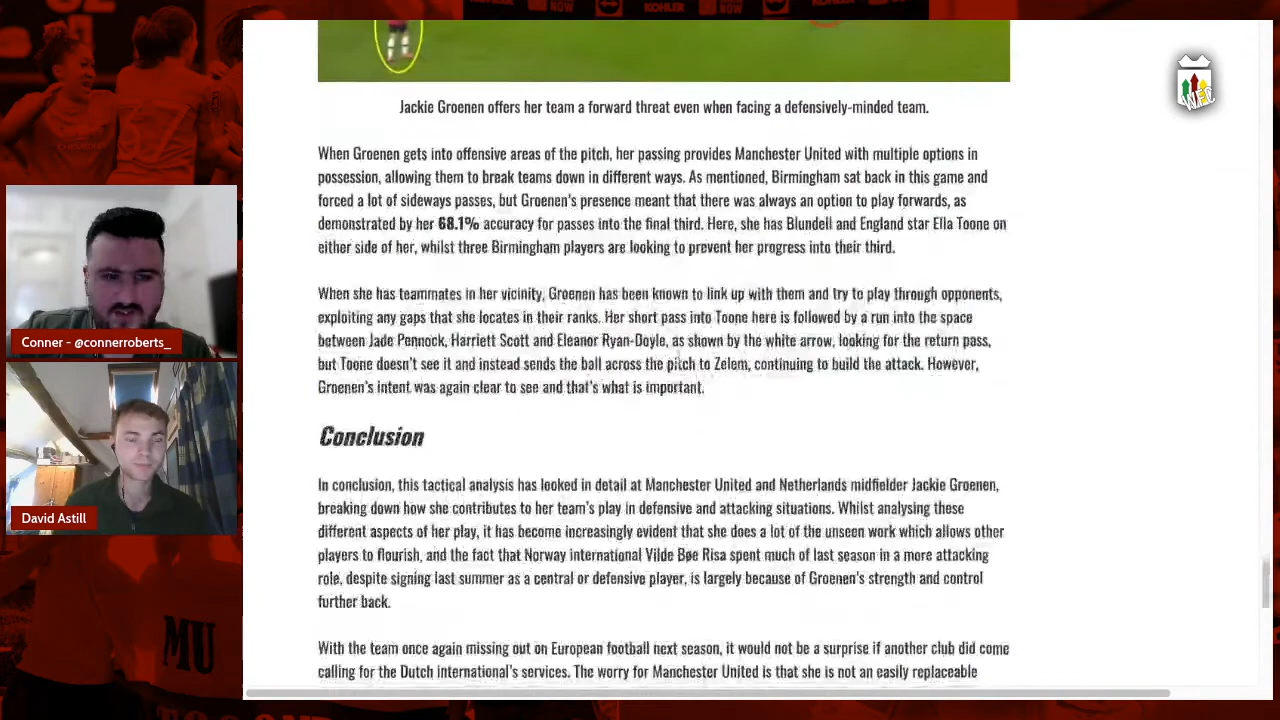 NOW
KOHLER
NOW
KOHLER
WFC
Jackie Groenen offers her team a forward threat even when facing a defensively-minded team.
When Groenen gets into offensive areas of the pitch, her passing provides Manchester United with multiple options in
possession, allowing them to break teams down in different ways. As mentioned, Birmingham sat back in this game and
forced a lot of sideways passes, but Groenen's presence meant that there was always an option to play forwards, as
demonstrated by her 68.1% accuracy for passes into the final third. Here, she has Blundell and England star Ella Toone on
either side of her, whilst three Birmingham players are looking to prevent her progress into their third.
When she has teammates in her vicinity, Groenen has been known to link up with them and try to play through opponents,
exploiting any gaps that she locates in their ranks. Her short pass into Toone here is followed by a run into the space
between Jade Pennock, Harriett Scott and Eleanor Ryan-Doyle, as shown by the white arrow, looking for the return pass,
but Toone doesn't see it and instead sends the ball across the pitch to Zelem, continuing to build the attack. However,
Groenen's intent was again clear to see and that's what is important.
Conclusion
In conclusion, this tactical analysis has looked in detail at Manchester United and Netherlands midfielder Jackie Groenen,
breaking down how she contributes to her team's play in defensive and attacking situations. Whilst analysing these
different aspects of her play, it has become increasingly evident that she does a lot of the unseen work which allows other
players to flourish, and the fact that Norway international Vilde Bøe Risa spent much of last season in a more attacking
role, despite signing last summer as a central or defensive player, is largely because of Groenen's strength and control
further back.
With the team once again missing out on European football next season, it would not be a surprise if another club did come
calling for the Dutch international's services. The worry for Manchester United is that she is not an easily replaceable
Conner - @connerroberts_
David Astill
MU